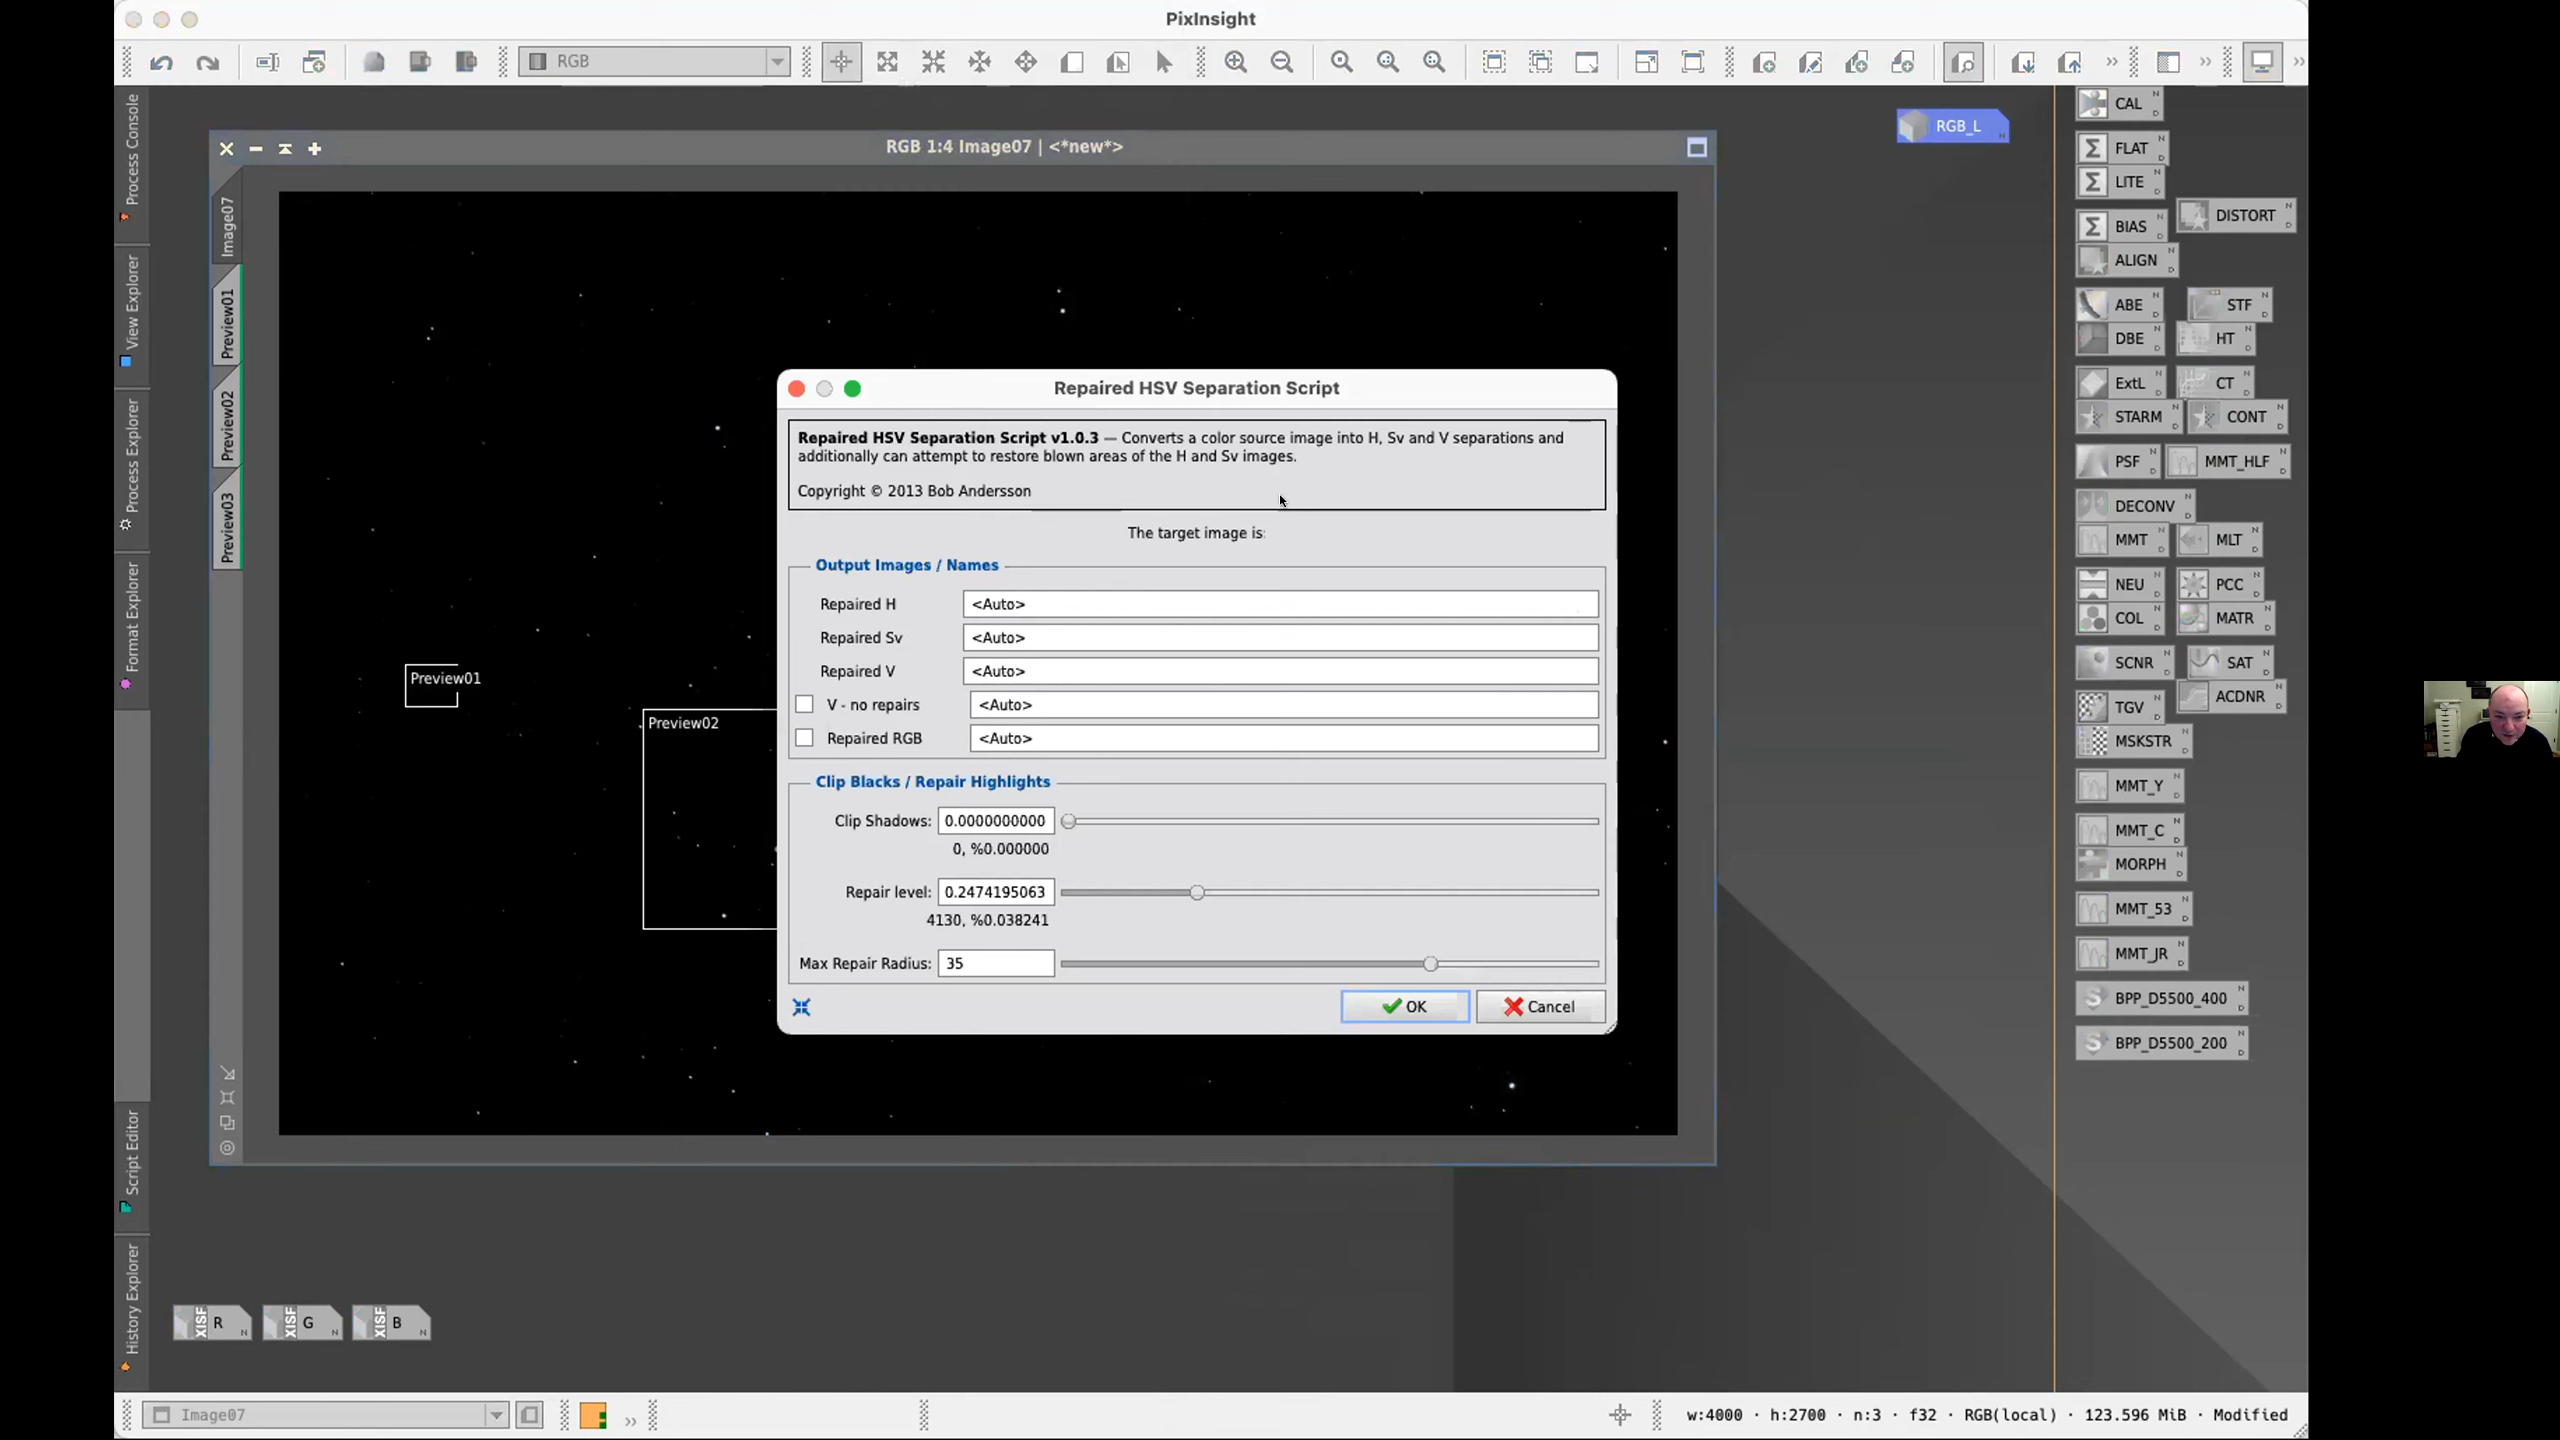 PixInsight
RGB
Process Console
View Explorer
Process Explorer
Format Explorer
Script Editor
History Explorer
RGB 1:4 Image07 | <*new*>
Image07
Preview01
Preview02
Preview03
Preview01
Preview02
RGB_L
N
Repaired HSV Separation Script
Repaired HSV Separation Script v1.0.3 — Converts a color source image into H, Sv and V separations and
additionally can attempt to restore blown areas of the H and Sv images.
Copyright © 2013 Bob Andersson
The target image is:
Output Images / Names
Repaired H <Auto>
Repaired Sv <Auto>
Repaired V <Auto>
V - no repairs <Auto>
Repaired RGB <Auto>
Clip Blacks / Repair Highlights
Clip Shadows: 0.0000000000
0, %0.000000
Repair level: 0.2474195063
4130, %0.038241
Max Repair Radius: 35
OK Cancel
CAL
FLAT
LITE
DISTORT
BIAS
ALIGN
ABE STF
DBE HT
ExtL CT
STARM CONT
PSF MMT_HLF
DECONV
MMT MLT
NEU PCC
COL MATR
SCNR SAT
ACDNR
TGV
MSKSTR
MMT_Y
MMT_C
MORPH
MMT_53
MMT_JR
BPP_D5500_400
BPP_D5500_200
XISF R N XISF G N XISF B N
Image07
w:4000 · h:2700 · n:3 · f32 · RGB(local) · 123.596 MiB · Modified